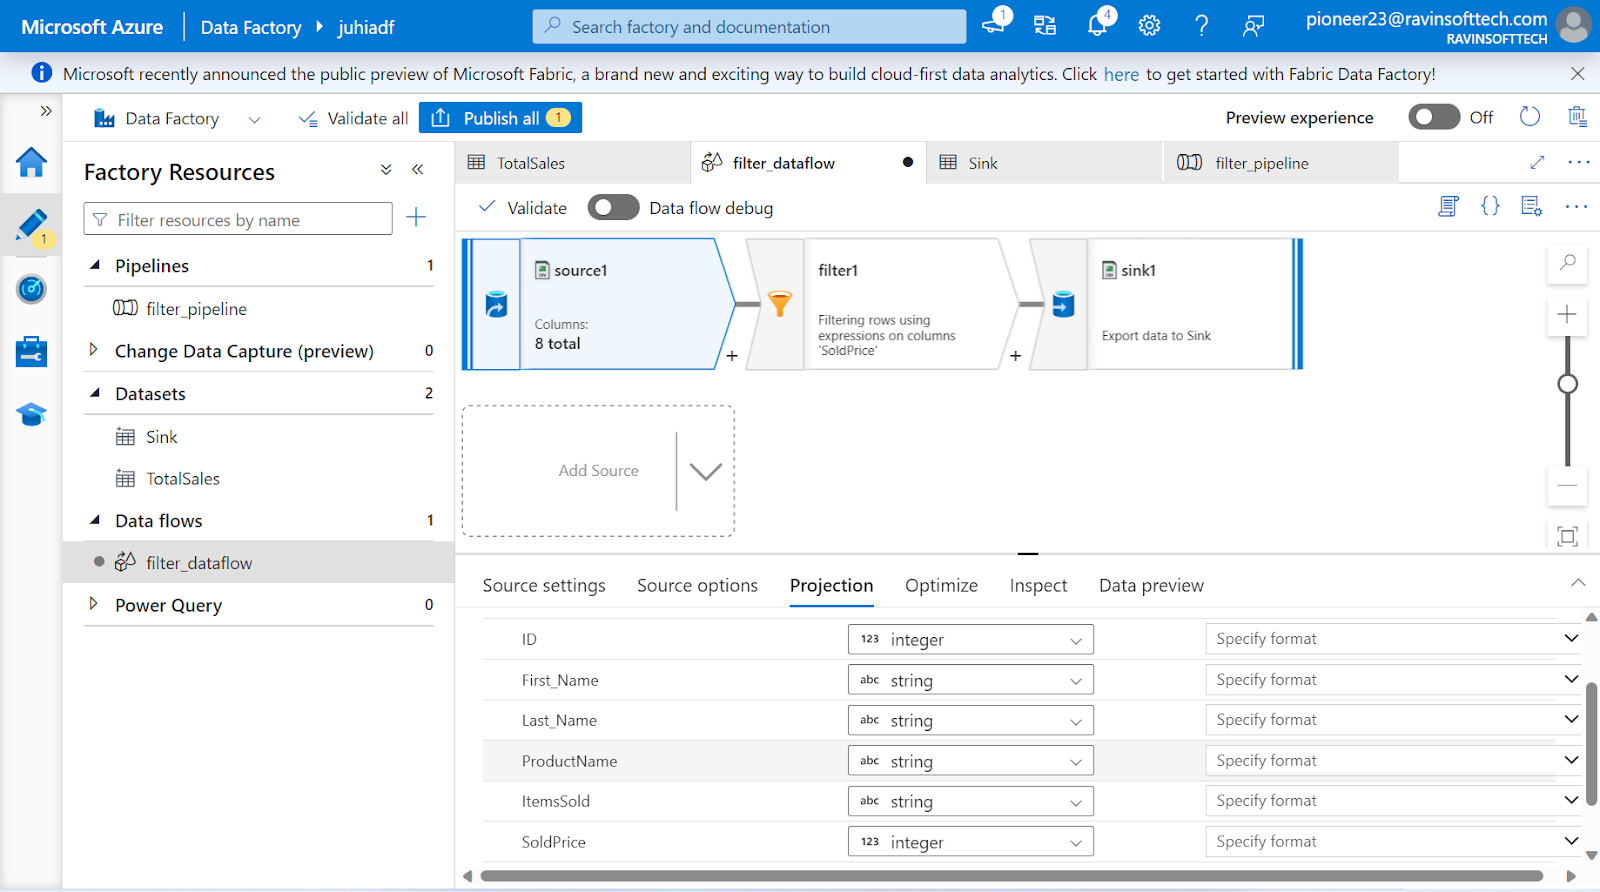 Microsoft Azure
Data Factory
juhiadf
Search factory and documentation
1
4
pioneer23@ravinsofttech.com
RAVINSOFTTECH
Microsoft recently announced the public preview of Microsoft Fabric, a brand new and exciting way to build cloud-first data analytics. Click here to get started with Fabric Data Factory!
Data Factory
Validate all
Publish all 1
Preview experience
Off
1
Factory Resources
Filter resources by name
Pipelines 1
filter_pipeline
Change Data Capture (preview) 0
Datasets 2
Sink
TotalSales
Data flows 1
filter_dataflow
Power Query 0
TotalSales
filter_dataflow
Sink
filter_pipeline
Validate
Data flow debug
source1
Columns:
8 total
+
filter1
Filtering rows using
expressions on columns
'SoldPrice'
+
sink1
Export data to Sink
Add Source
Source settings
Source options
Projection
Optimize
Inspect
Data preview
ID 123 integer Specify format
First_Name abc string Specify format
Last_Name abc string Specify format
ProductName abc string Specify format
ItemsSold abc string Specify format
SoldPrice 123 integer Specify format